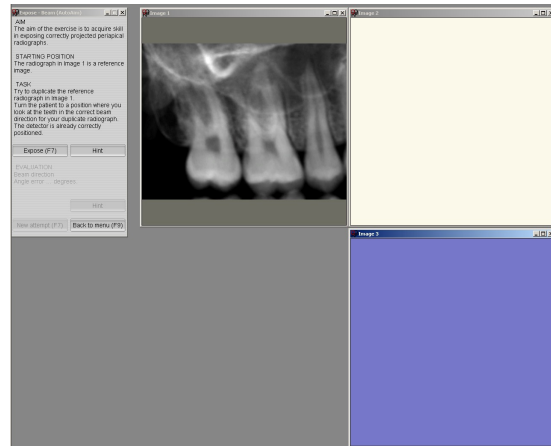 Expose - Beam (Autofilm)
AIM
The aim of the exercise is to acquire skill
in exposing correctly projected periapical
radiographs.
STARTING POSITION
The radiograph in Image 1 is a reference
image.
TASK
Try to duplicate the reference
radiograph in Image 1.
Turn the patient to a position where you
look at the teeth in the correct beam
direction for your duplicate radiograph.
The detector is already correctly
positioned.
Expose (F7) Hint
EVALUATION
Beam direction
Angle error ... degrees.
Hint
New attempt (F7) Back to menu (F9)
Image 1
Image 2
Image 3